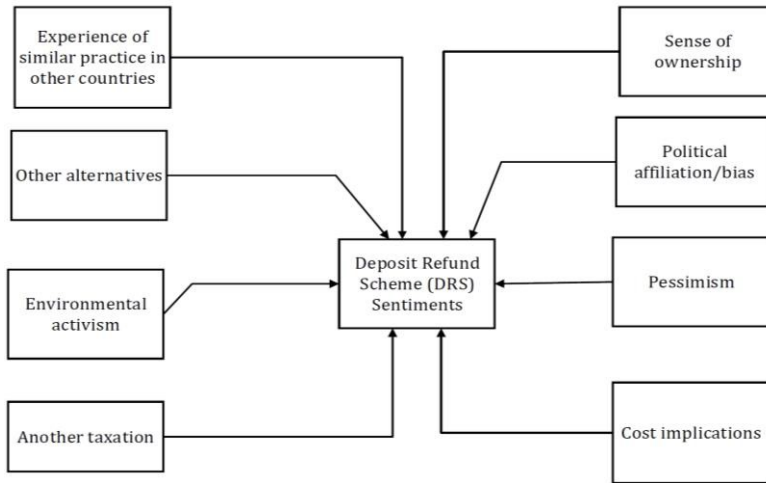 Experience of
similar practice in
other countries
Sense of
ownership
Other alternatives
Political
affiliation/bias
Deposit Refund
Scheme (DRS)
Sentiments
Environmental
activism
Pessimism
Another taxation
Cost implications